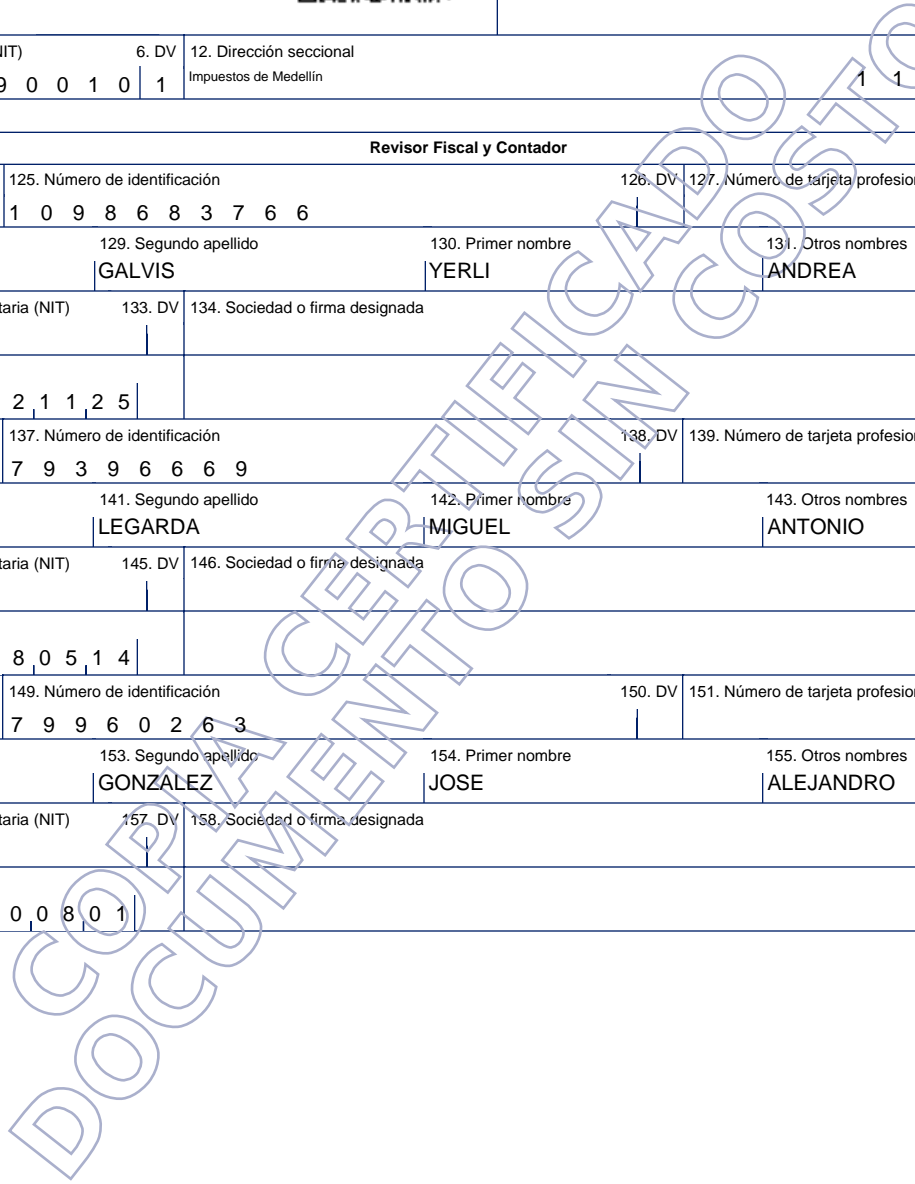 NIT) 6. DV 12. Dirección seccional
9 0 0 1 0 1 Impuestos de Medellín 1 1
Revisor Fiscal y Contador
125. Número de identificación 126. DV 127. Número de tarjeta profesion
1 0 9 8 6 8 3 7 6 6
129. Segundo apellido 130. Primer nombre 131. Otros nombres
GALVIS YERLI ANDREA
taria (NIT) 133. DV 134. Sociedad o firma designada
2 1 1 2 5
137. Número de identificación 138. DV 139. Número de tarjeta profesion
7 9 3 9 6 6 6 9
141. Segundo apellido 142. Primer nombre 143. Otros nombres
LEGARDA MIGUEL ANTONIO
taria (NIT) 145. DV 146. Sociedad o firma designada
8 0 5 1 4
149. Número de identificación 150. DV 151. Número de tarjeta profesion
7 9 9 6 0 2 6 3
153. Segundo apellido 154. Primer nombre 155. Otros nombres
GONZALEZ JOSE ALEJANDRO
taria (NIT) 157. DV 158. Sociedad o firma designada
0 0 8 0 1
COPIA CERTIFICADO
DOCUMENTO SIN COSTO